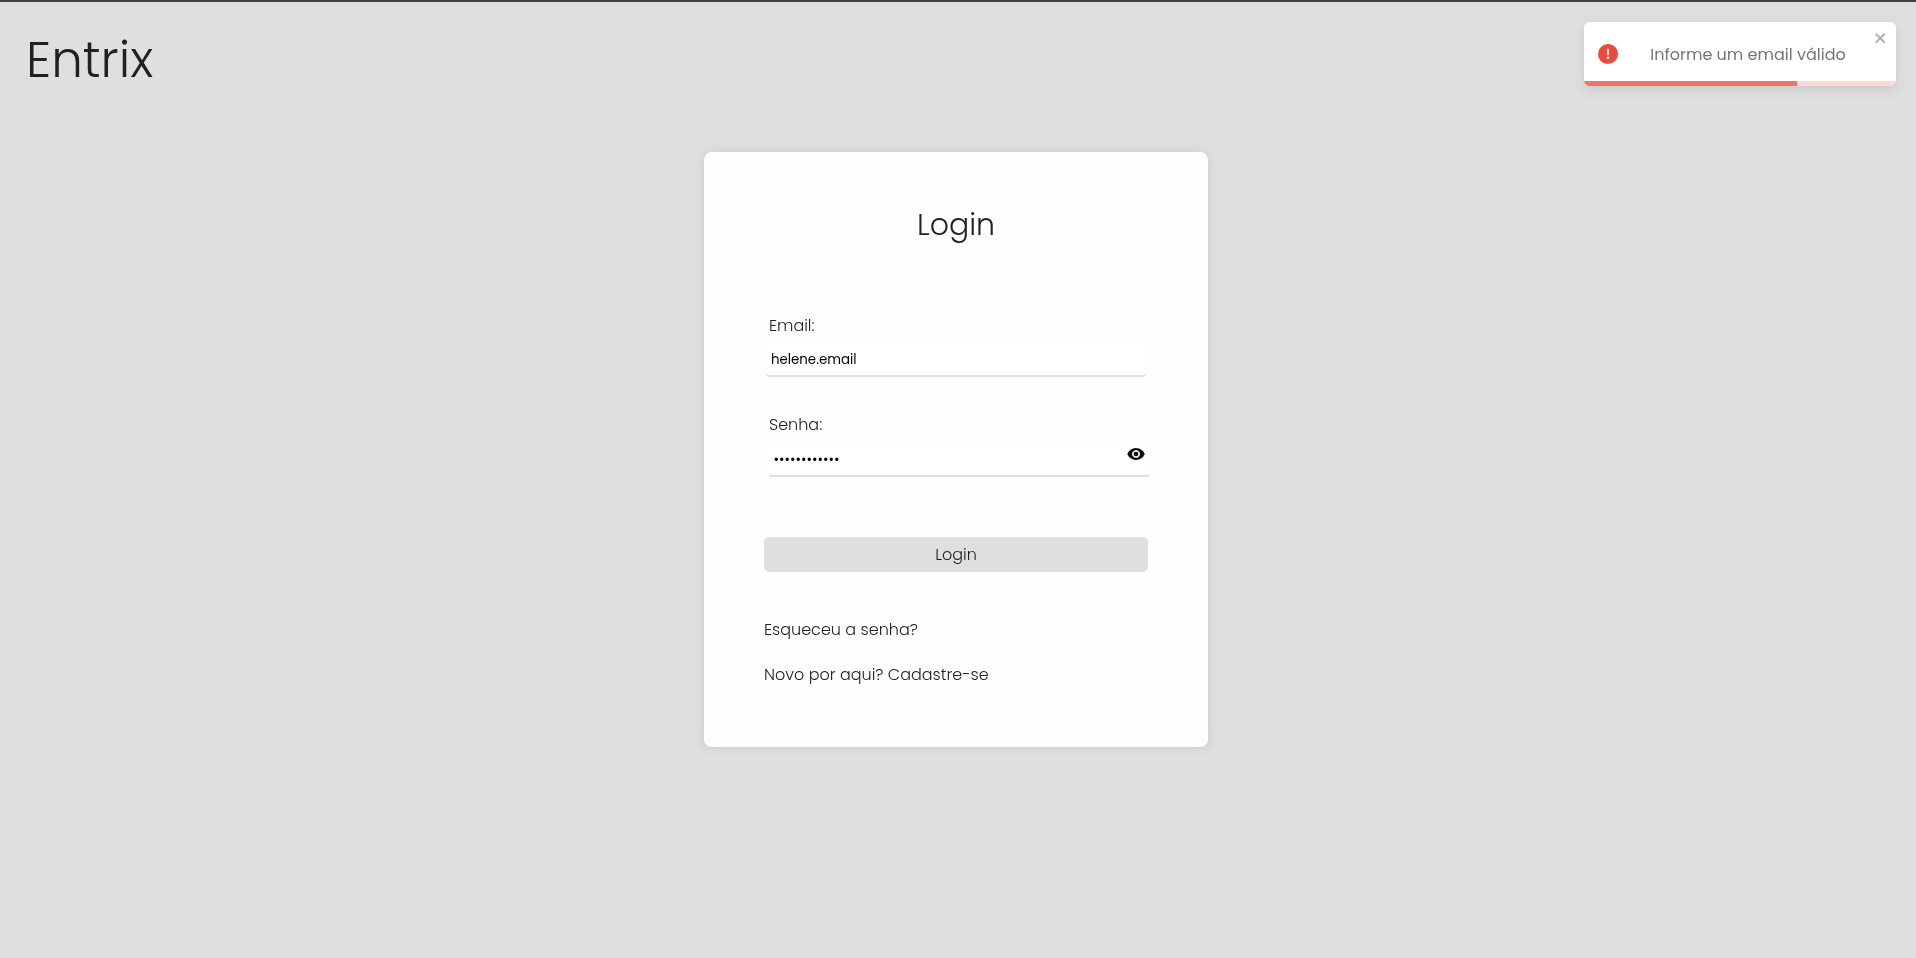 Entrix
Informe um email válido
Login
Email:
helene.email
Senha:
••••••••••••
Login
Esqueceu a senha?
Novo por aqui? Cadastre-se